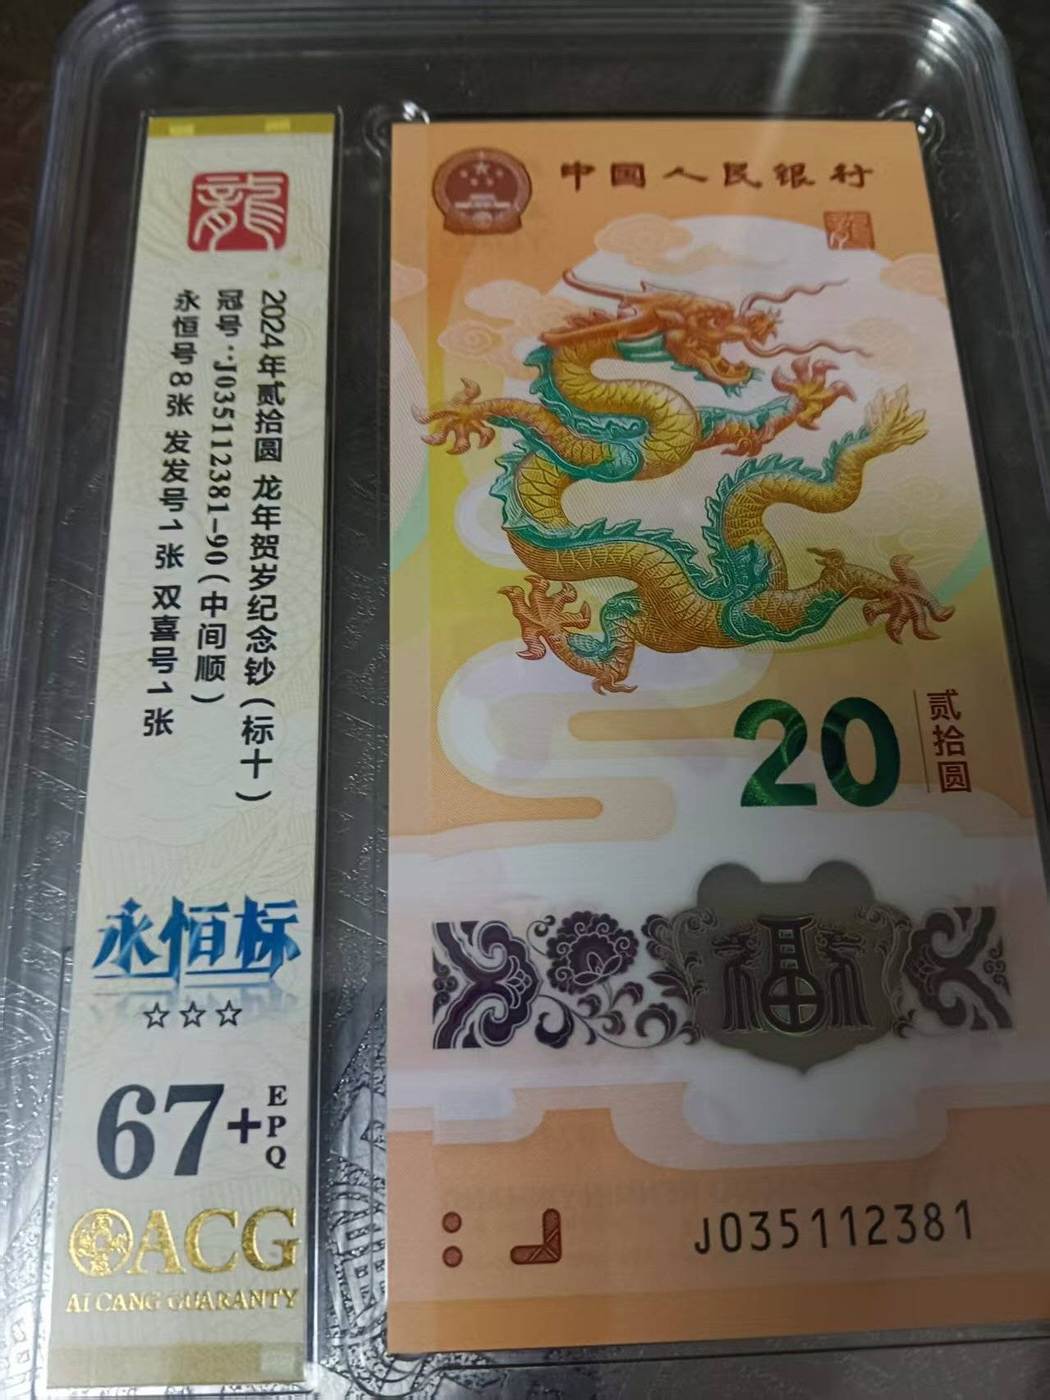 龍
2024年贰拾圆 龙年贺岁纪念钞(标十)
冠号:J035112381-90(中间顺)
永恒号8张 发发号1张 双喜号1张
永恒标
☆☆☆
67+EPQ
ACG
AI CANG GUARANTY
中国人民银行
龍
20
贰拾圆
福
J035112381